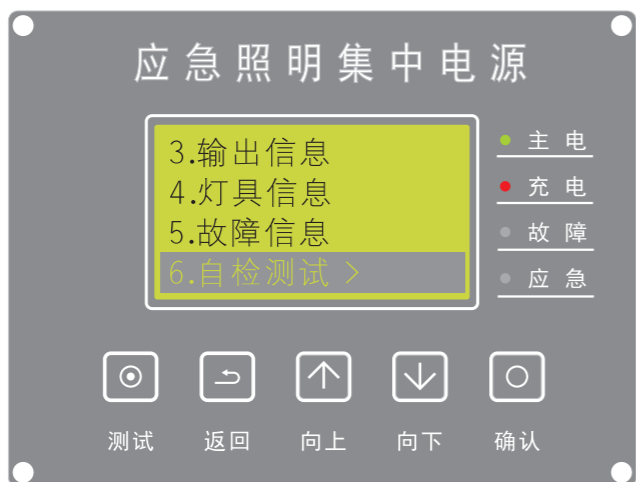 应急照明集中电源
3.输出信息
4.灯具信息
5.故障信息
6.自检测试 >
主电
充电
故障
应急
测试
返回
向上
向下
确认